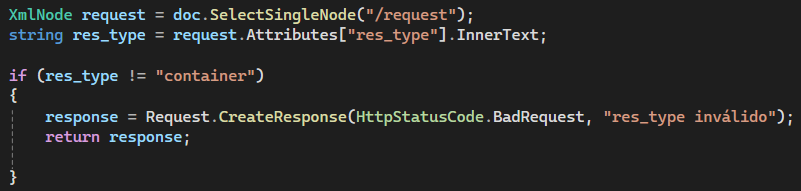 XmlNode request = doc.SelectSingleNode("/request");
string res_type = request.Attributes["res_type"].InnerText;
if (res_type != "container")
{
response = Request.CreateResponse(HttpStatusCode.BadRequest, "res_type inválido");
return response;
}